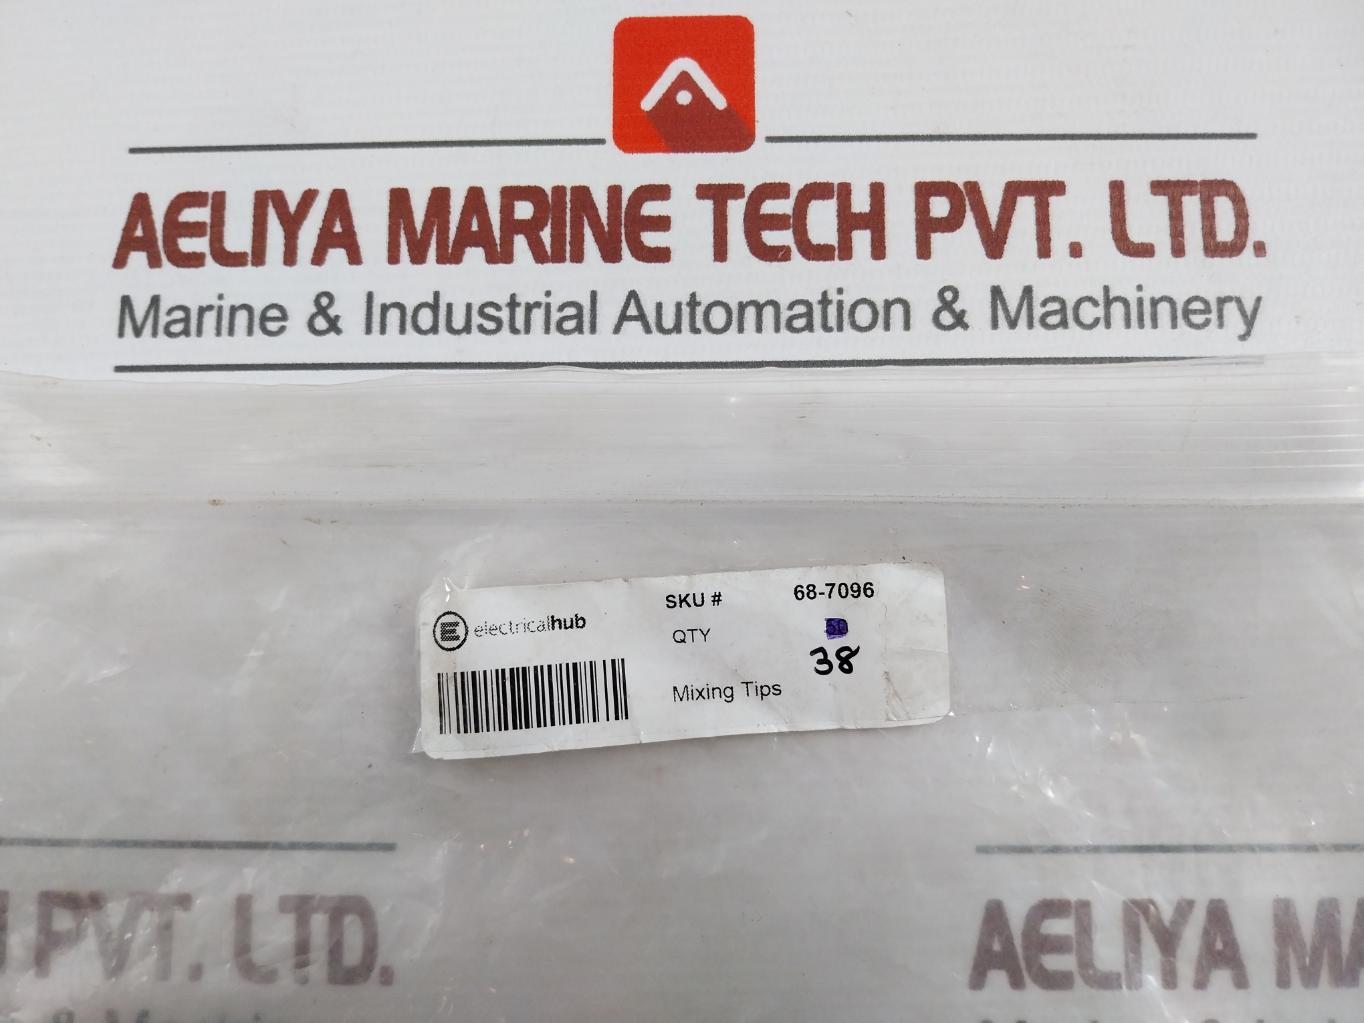 AELIYA MARINE TECH PVT. LTD.
Marine & Industrial Automation & Machinery
electricalhub
SKU # 68-7096
QTY
38
Mixing Tips
PVT. LTD.
AELIYA MA